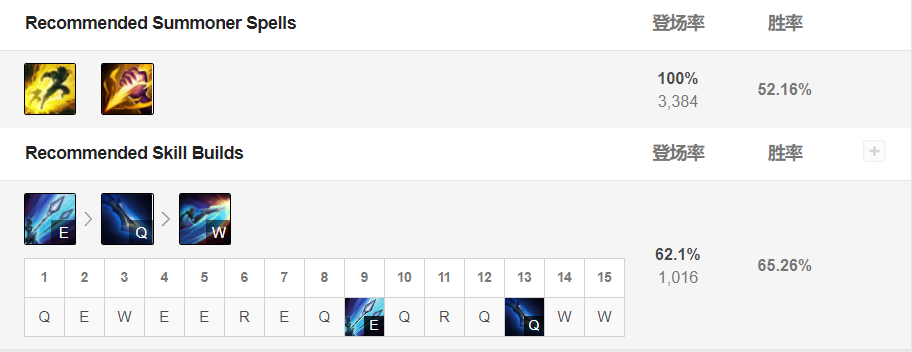 Recommended Summoner Spells 登场率 胜率
100%
3,384
52.16%
Recommended Skill Builds 登场率 胜率
E Q W
1 2 3 4 5 6 7 8 9 10 11 12 13 14 15
Q E W E E R E Q E Q R Q Q W W
62.1%
1,016
65.26%